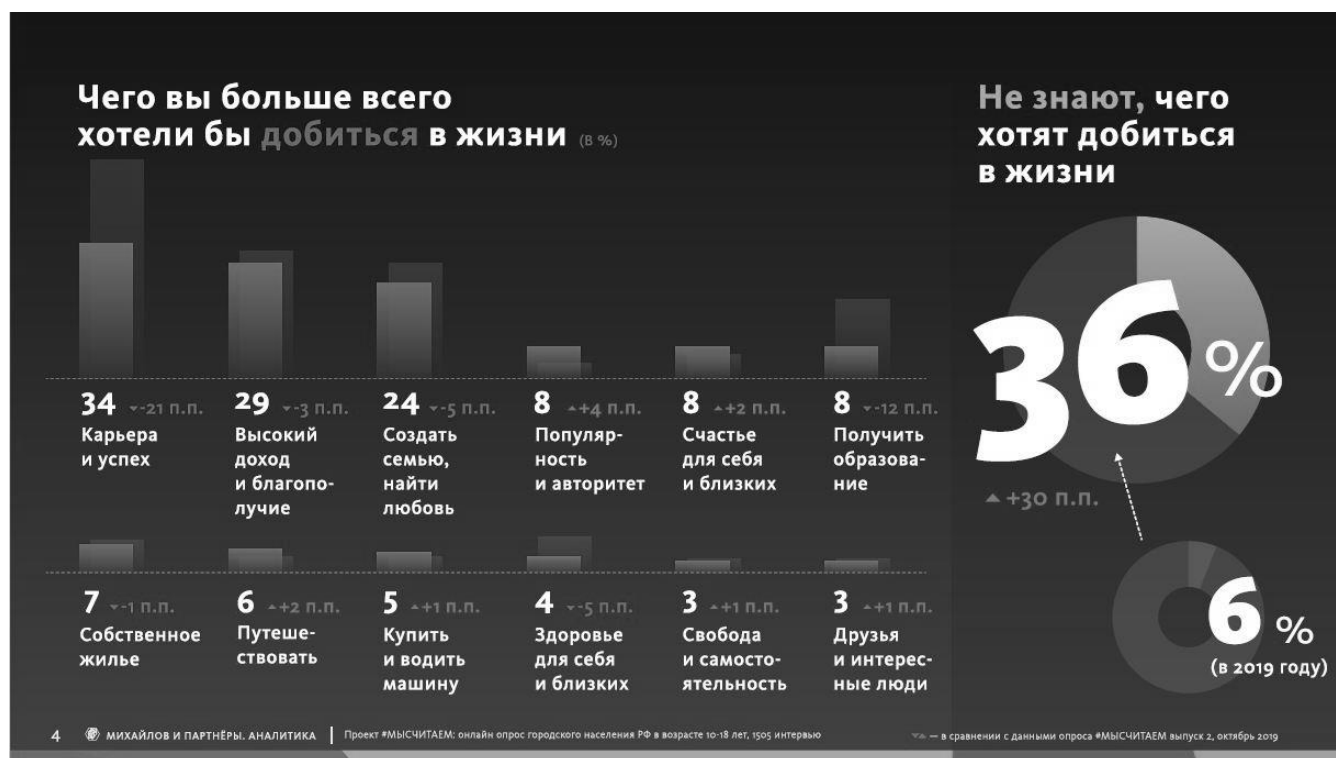 Чего вы больше всего
хотели бы добиться в жизни (В %)
34 -21 п.п.
Карьера
и успех
29 -3 п.п.
Высокий
доход
и благопо-
лучие
24 -5 п.п.
Создать
семью,
найти
любовь
8 +4 п.п.
Популяр-
ность
и авторитет
8 +2 п.п.
Счастье
для себя
и близких
8 -12 п.п.
Получить
образова-
ние
7 -1 п.п.
Собственное
жилье
6 +2 п.п.
Путеше-
ствовать
5 +1 п.п.
Купить
и водить
машину
4 -5 п.п.
Здоровье
для себя
и близких
3 +1 п.п.
Свобода
и самосто-
ятельность
3 +1 п.п.
Друзья
и интерес-
ные люди
Не знают, чего
хотят добиться
в жизни
36%
+30 п.п.
6%
(в 2019 году)
4 МИХАЙЛОВ И ПАРТНЁРЫ. АНАЛИТИКА | Проект #МЫСЧИТАЕМ: онлайн опрос городского населения РФ в возрасте 10-18 лет, 1505 интервью
— в сравнении с данными опроса #МЫСЧИТАЕМ выпуск 2, октябрь 2019